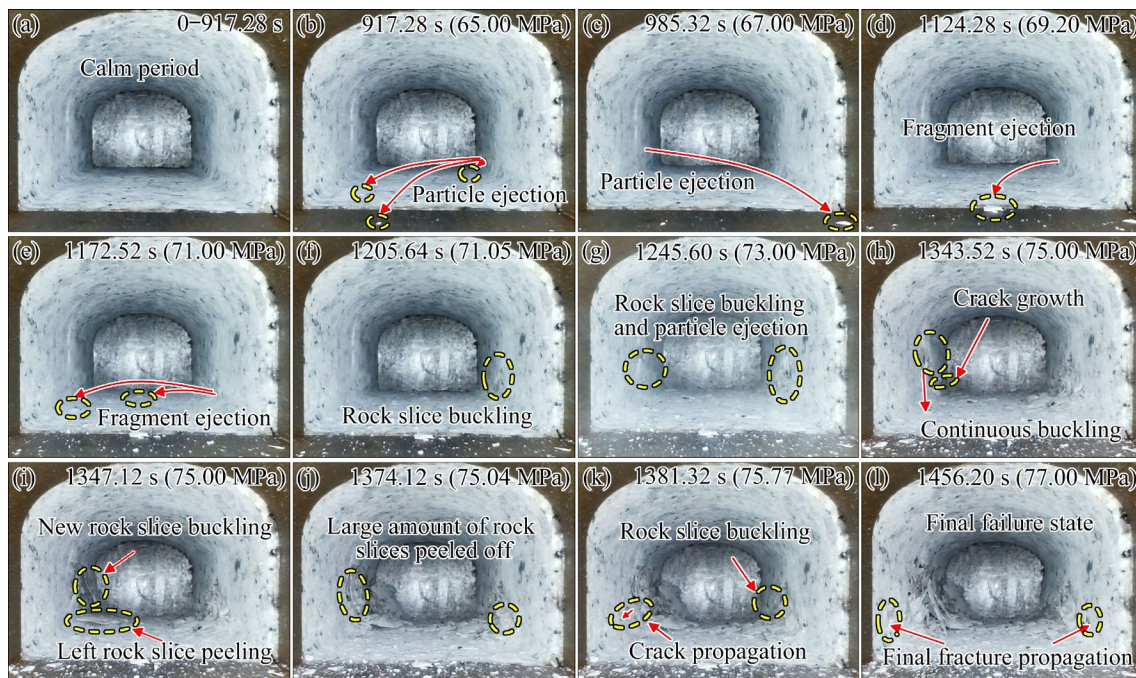 (a) 0−917.28 s
Calm period
(b) 917.28 s (65.00 MPa)
Particle ejection
(c) 985.32 s (67.00 MPa)
Particle ejection
(d) 1124.28 s (69.20 MPa)
Fragment ejection
(e) 1172.52 s (71.00 MPa)
Fragment ejection
(f) 1205.64 s (71.05 MPa)
Rock slice buckling
(g) 1245.60 s (73.00 MPa)
Rock slice buckling
and particle ejection
(h) 1343.52 s (75.00 MPa)
Crack growth
Continuous buckling
(i) 1347.12 s (75.00 MPa)
New rock slice buckling
Left rock slice peeling
(j) 1374.12 s (75.04 MPa)
Large amount of rock
slices peeled off
(k) 1381.32 s (75.77 MPa)
Rock slice buckling
Crack propagation
(l) 1456.20 s (77.00 MPa)
Final failure state
Final fracture propagation